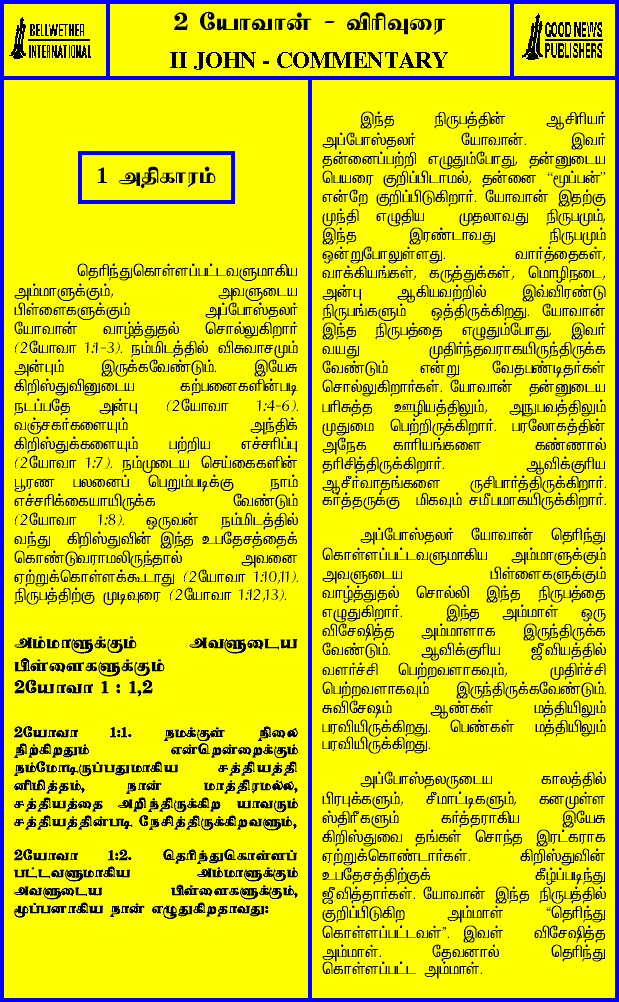 BELLWETHER
INTERNATIONAL
2 யோவான் - விரிவுரை
II JOHN - COMMENTARY
GOOD NEWS
PUBLISHERS
1 அதிகாரம்
தெரிந்துகொள்ளப்பட்டவளுமாகிய
அம்மாளுக்கும், அவளுடைய
பிள்ளைகளுக்கும் அப்போஸ்தலர்
யோவான் வாழ்த்துதல் சொல்லுகிறார்
(2யோவா 1:1-3). நம்மிடத்தில் விசுவாசமும்
அன்பும் இருக்கவேண்டும். இயேசு
கிறிஸ்துவினுடைய கற்பனைகளின்படி
நடப்பதே அன்பு (2யோவா 1:4-6).
வஞ்சகர்களையும் அந்திக்
கிறிஸ்துக்களையும் பற்றிய எச்சரிப்பு
(2யோவா 1:7). நம்முடைய செய்கைகளின்
பூரண பலனைப் பெறும்படிக்கு நாம்
எச்சரிக்கையாயிருக்க வேண்டும்
(2யோவா 1:8). ஒருவன் நம்மிடத்தில்
வந்து கிறிஸ்துவின் இந்த உபதேசத்தைக்
கொண்டுவராமலிருந்தால் அவனை
ஏற்றுக்கொள்ளக்கூடாது (2யோவா 1:10,11).
நிருபத்திற்கு முடிவுரை (2யோவா 1:12,13).
அம்மாளுக்கும் அவளுடைய
பிள்ளைகளுக்கும்
2யோவா 1 : 1,2
2யோவா 1:1. நமக்குள் நிலை
நிற்கிறதும் என்றென்றைக்கும்
நம்மோடிருப்பதுமாகிய சத்தியத்தி
னிமித்தம், நான் மாத்திரமல்ல,
சத்தியத்தை அறிந்திருக்கிற யாவரும்
சத்தியத்தின்படி நேசித்திருக்கிறவளும்,
2யோவா 1:2. தெரிந்துகொள்ளப்
பட்டவளுமாகிய அம்மாளுக்கும்
அவளுடைய பிள்ளைகளுக்கும்,
மூப்பனாகிய நான் எழுதுகிறதாவது:
இந்த நிருபத்தின் ஆசிரியர்
அப்போஸ்தலர் யோவான். இவர்
தன்னைப்பற்றி எழுதும்போது, தன்னுடைய
பெயரை குறிப்பிடாமல், தன்னை “மூப்பன்”
என்றே குறிப்பிடுகிறார். யோவான் இதற்கு
முந்தி எழுதிய முதலாவது நிருபமும்,
இந்த இரண்டாவது நிருபமும்
ஒன்றுபோலுள்ளது. வார்த்தைகள்,
வாக்கியங்கள், கருத்துக்கள், மொழிநடை,
அன்பு ஆகியவற்றில் இவ்விரண்டு
நிருபங்களும் ஒத்திருக்கிறது. யோவான்
இந்த நிருபத்தை எழுதும்போது, இவர்
வயது முதிர்ந்தவராகயிருந்திருக்க
வேண்டும் என்று வேதபண்டிதர்கள்
சொல்லுகிறார்கள். யோவான் தன்னுடைய
பரிசுத்த ஊழியத்திலும், அநுபவத்திலும்
முதுமை பெற்றிருக்கிறார். பரலோகத்தின்
அநேக காரியங்களை கண்ணால்
தரிசித்திருக்கிறார். ஆவிக்குரிய
ஆசீர்வாதங்களை ருசிபார்த்திருக்கிறார்.
கர்த்தருக்கு மிகவும் சமீபமாகயிருக்கிறார்.
அப்போஸ்தலர் யோவான் தெரிந்து
கொள்ளப்பட்டவளுமாகிய அம்மாளுக்கும்
அவளுடைய பிள்ளைகளுக்கும்
வாழ்த்துதல் சொல்லி இந்த நிருபத்தை
எழுதுகிறார். இந்த அம்மாள் ஒரு
விசேஷித்த அம்மாளாக இருந்திருக்க
வேண்டும். ஆவிக்குரிய ஜீவியத்தில்
வளர்ச்சி பெற்றவளாகவும், முதிர்ச்சி
பெற்றவளாகவும் இருந்திருக்கவேண்டும்.
சுவிசேஷம் ஆண்கள் மத்தியிலும்
பரவியிருக்கிறது. பெண்கள் மத்தியிலும்
பரவியிருக்கிறது.
அப்போஸ்தலருடைய காலத்தில்
பிரபுக்களும், சீமாட்டிகளும், கனமுள்ள
ஸ்திரீகளும் கர்த்தராகிய இயேசு
கிறிஸ்துவை தங்கள் சொந்த இரட்சகராக
ஏற்றுக்கொண்டார்கள். கிறிஸ்துவின்
உபதேசத்திற்குக் கீழ்ப்படிந்து
ஜீவித்தார்கள். யோவான் இந்த நிருபத்தில்
குறிப்பிடுகிற அம்மாள் “தெரிந்து
கொள்ளப்பட்டவள்”. இவள் விசேஷித்த
அம்மாள். தேவனால் தெரிந்து
கொள்ளப்பட்ட அம்மாள்.